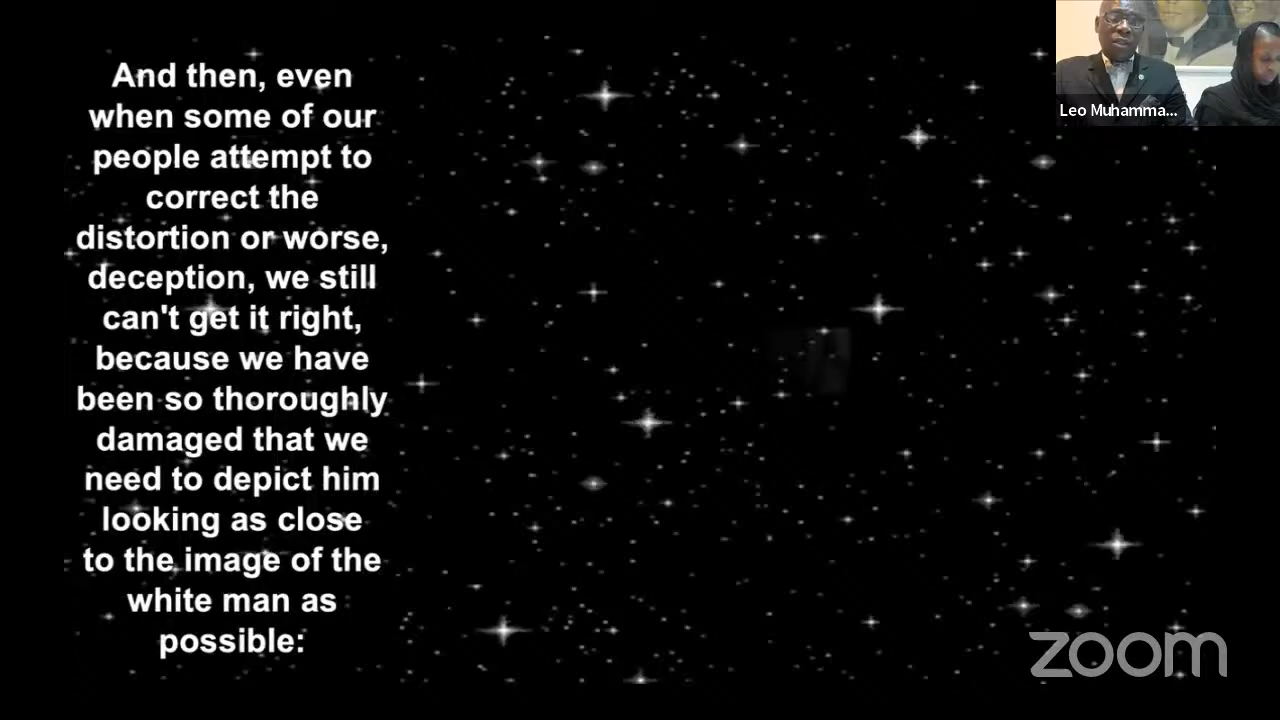 And then, even
when some of our
people attempt to
correct the
distortion or worse,
deception, we still
can't get it right,
because we have
been so thoroughly
damaged that we
need to depict him
looking as close
to the image of the
white man as
possible:
Leo Muhamma...
zoom